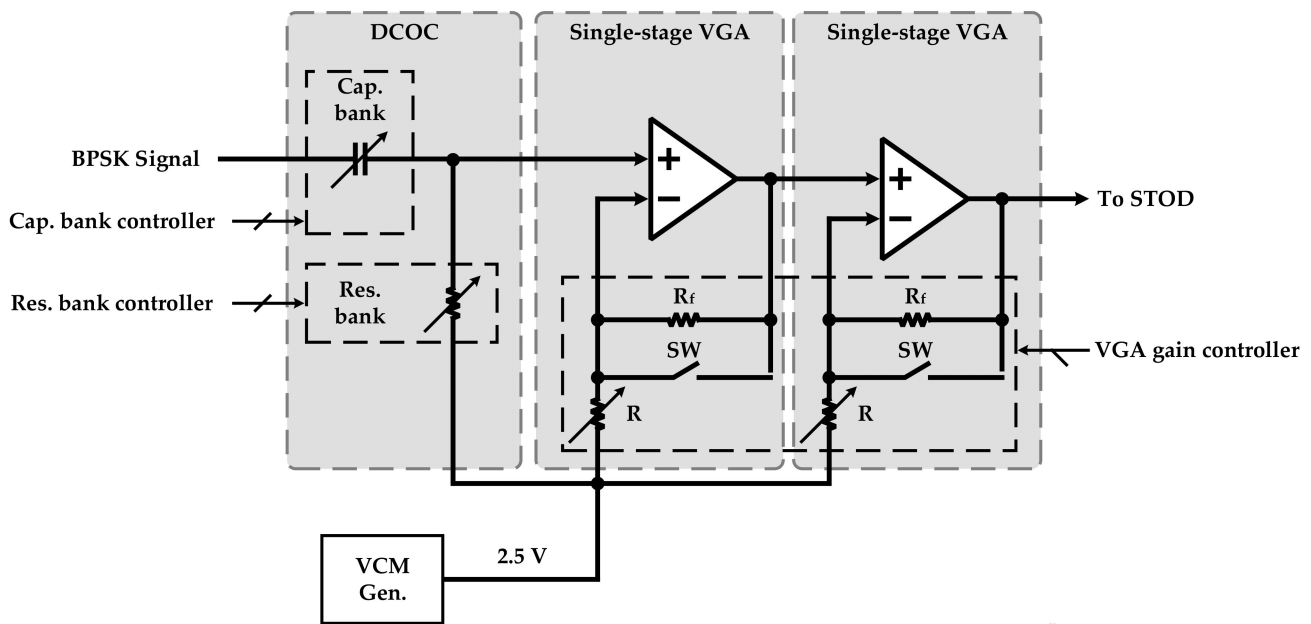 DCOC
Single-stage VGA
Single-stage VGA
Cap.
bank
BPSK Signal
Cap. bank controller
Res. bank controller
Res.
bank
+
−
+
−
To STOD
Rf
Rf
SW
SW
VGA gain controller
R
R
2.5 V
VCM
Gen.